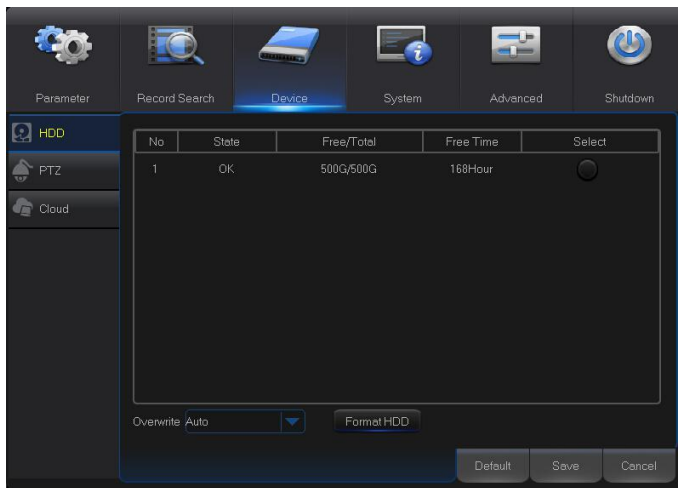 Parameter Record Search Device System Advanced Shutdown
HDD
PTZ
Cloud
No State Free/Total Free Time Select
1 OK 500G/500G 168Hour
Overwrite Auto Format HDD
Default Save Cancel